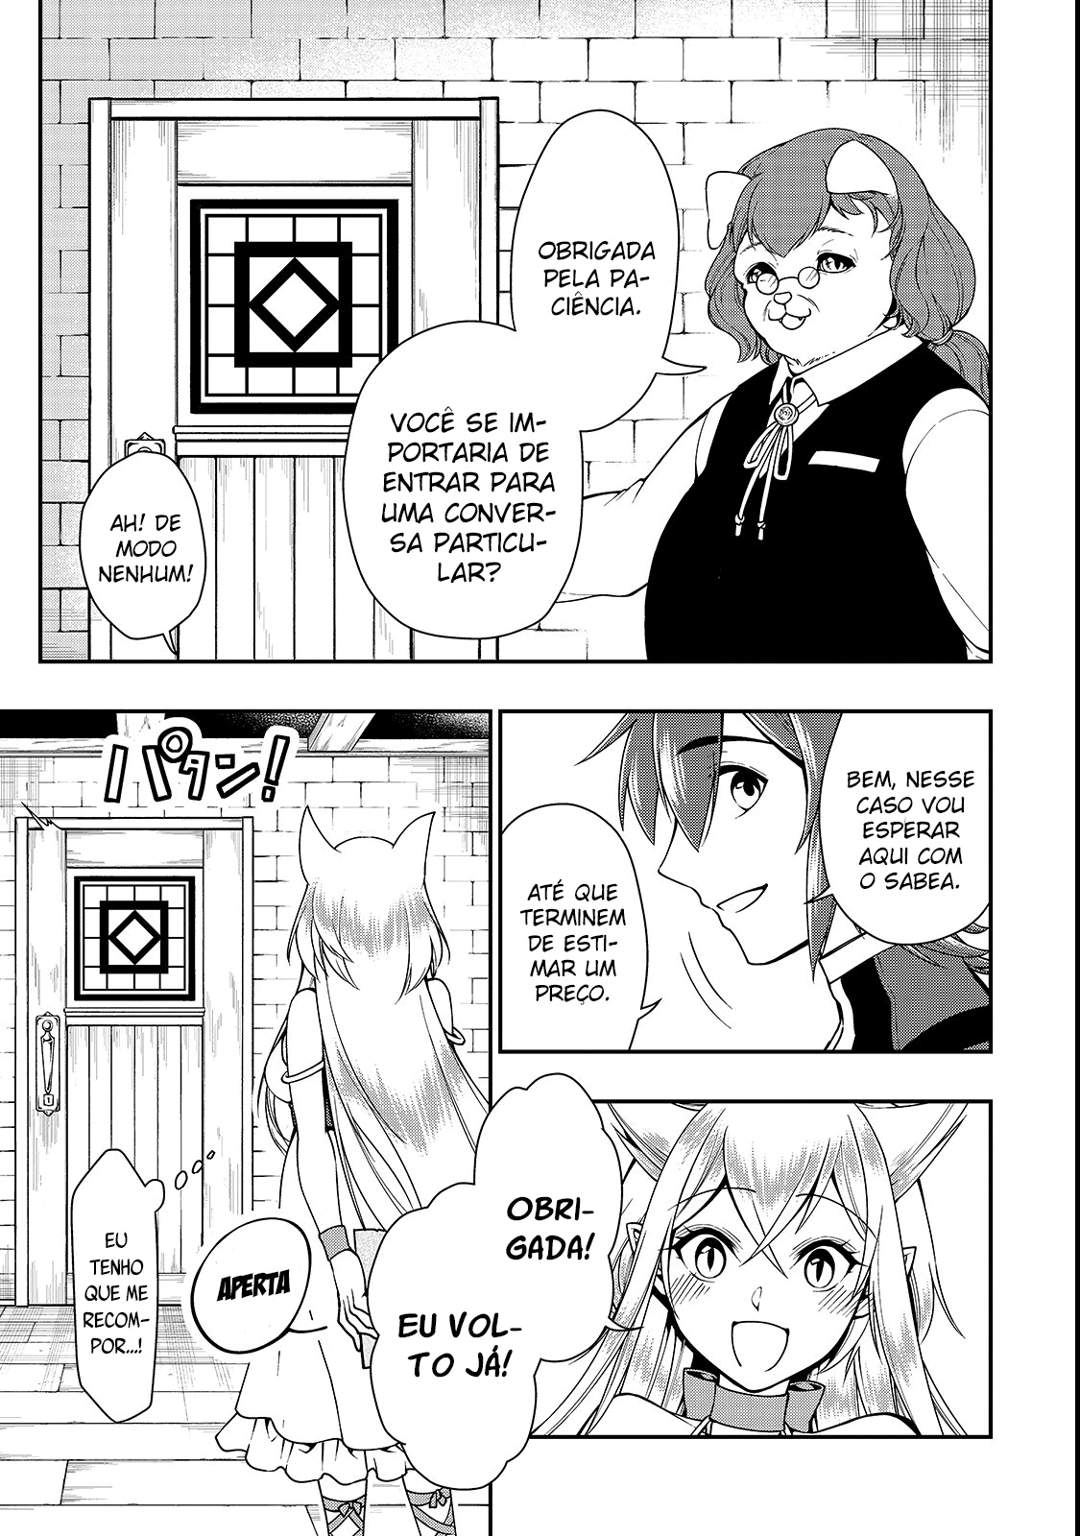 OBRIGADA
PELA PA-
CIÊNCIA.
VOCÊ SE IM-
PORTARIA DE
ENTRAR PARA
UMA CONVER-
SA PARTICU-
LAR?
AH! DE
MODO
NENHUM!
BEM, NESSE
CASO VOU
ESPERAR
AQUI COM
O SABEA.
ATÉ QUE
TERMINEM
DE ESTI-
MAR UM
PREÇO.
OBRI-
GADA!
EU VOL-
TO JÁ!
パタン!
APERTA
EU
TENHO
QUE ME
RECOM-
POR...!